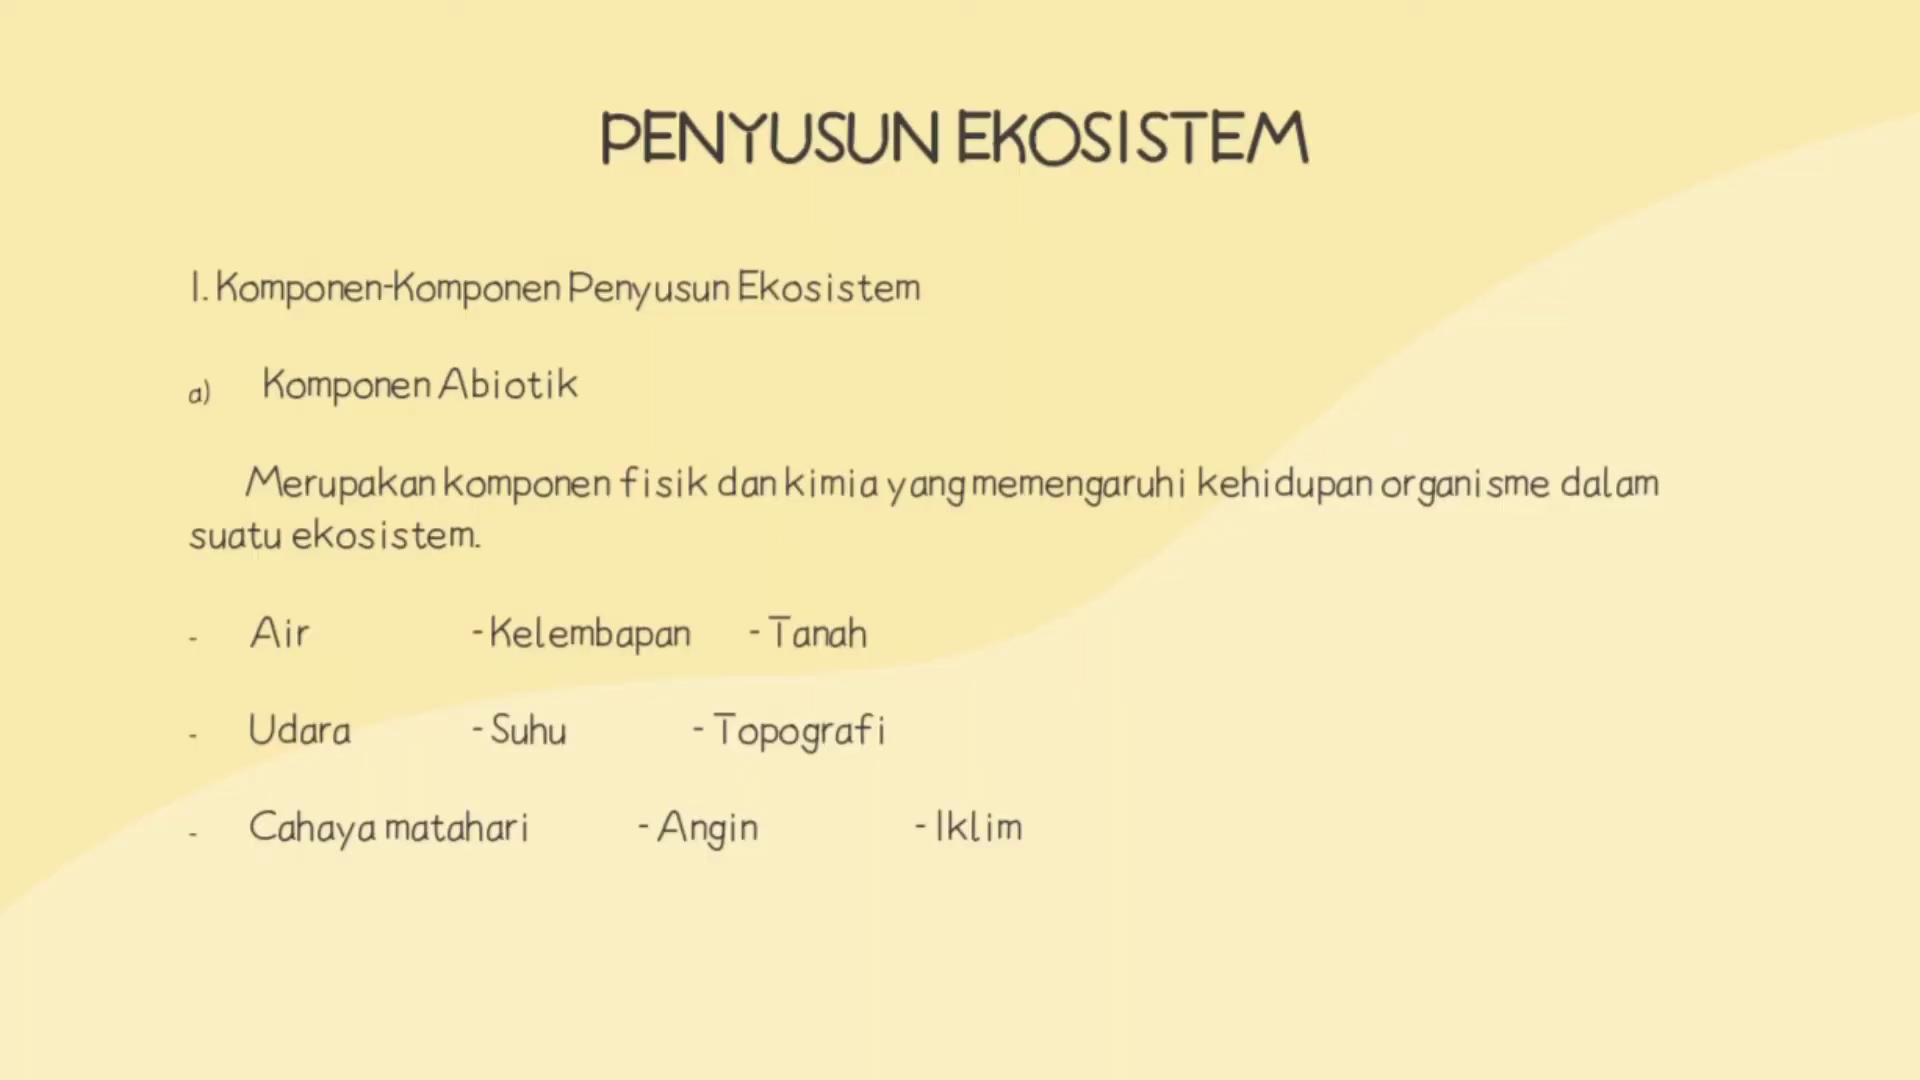 PENYUSUN EKOSISTEM
1. Komponen-Komponen Penyusun Ekosistem
a) Komponen Abiotik
Merupakan komponen fisik dan kimia yang memengaruhi kehidupan organisme dalam
suatu ekosistem.
- Air - Kelembapan - Tanah
- Udara - Suhu - Topografi
- Cahaya matahari - Angin - Iklim